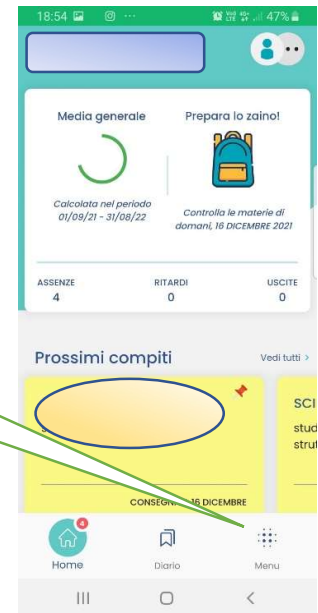 18:54 47%
Media generale Prepara lo zaino!
Calcolata nel periodo
01/09/21 - 31/08/22
Controlla le materie di
domani, 16 DICEMBRE 2021
ASSENZE RITARDI USCITE
4 0 0
Prossimi compiti Vedi tutti >
SCI
stud
strut
16 DICEMBRE
4
Home Diario Menu